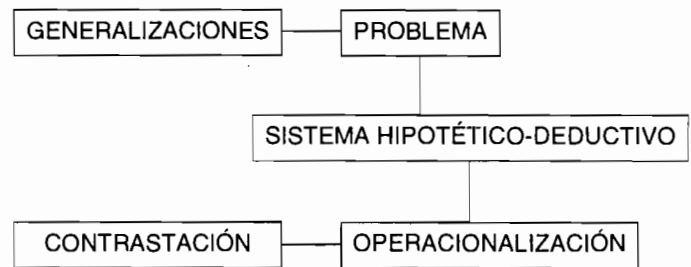 GENERALIZACIONES PROBLEMA
SISTEMA HIPOTÉTICO-DEDUCTIVO
CONTRASTACIÓN OPERACIONALIZACIÓN